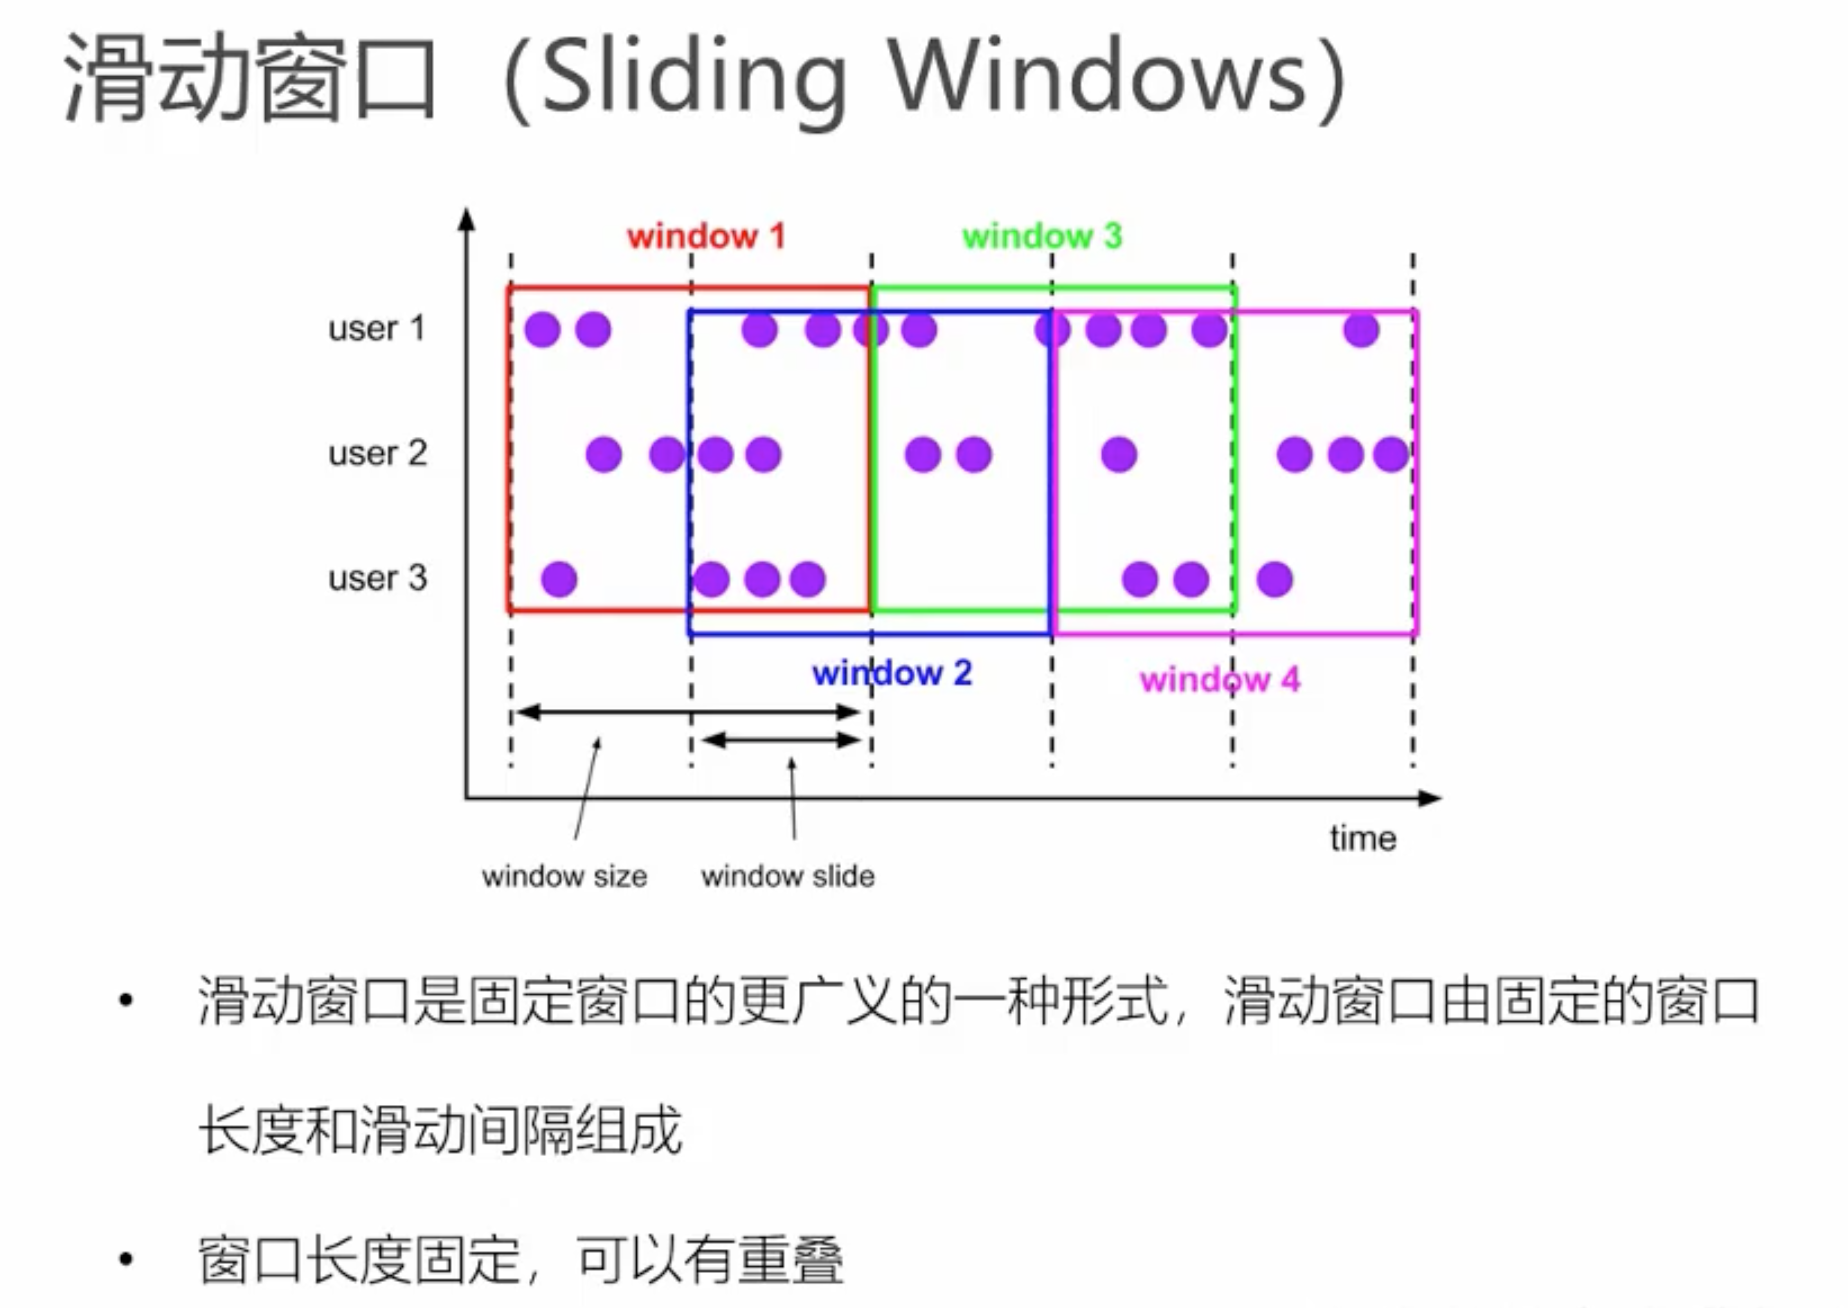 滑动窗口（Sliding Windows）
window 1
window 3
user 1
user 2
user 3
window 2
window 4
time
window size
window slide
• 滑动窗口是固定窗口的更广义的一种形式，滑动窗口由固定的窗口
长度和滑动间隔组成
• 窗口长度固定，可以有重叠